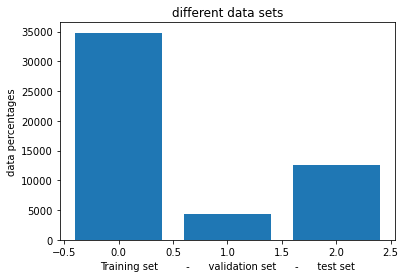 different data sets
data percentages
35000
30000
25000
20000
15000
10000
5000
0
−0.5 0.0 0.5 1.0 1.5 2.0 2.5
Training set - validation set - test set